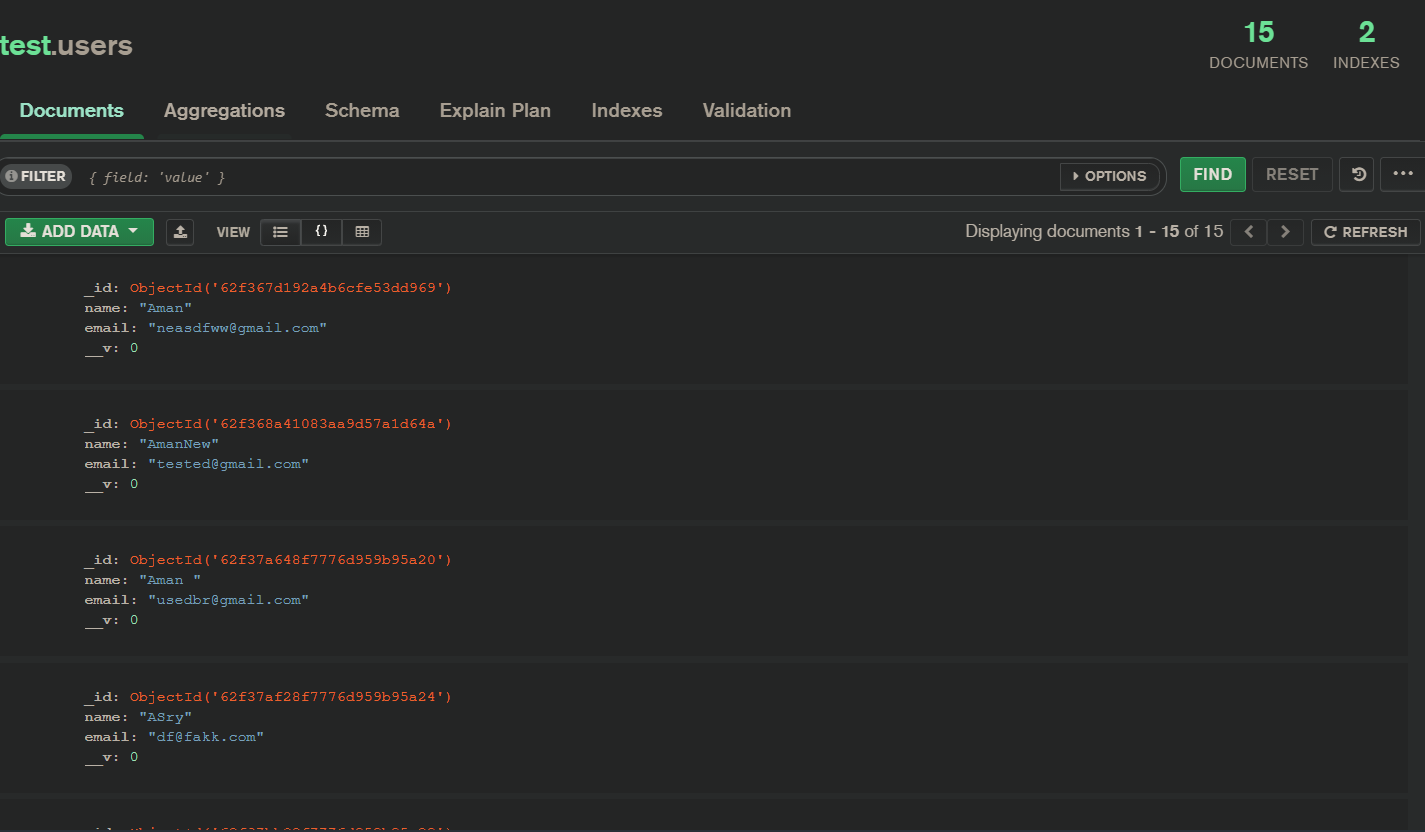 test.users
15
DOCUMENTS
2
INDEXES
Documents Aggregations Schema Explain Plan Indexes Validation
FILTER { field: 'value' } OPTIONS FIND RESET
ADD DATA VIEW {} Displaying documents 1 - 15 of 15 REFRESH
_id: ObjectId('62f367d192a4b6cfe53dd969')
name: "Aman"
email: "neasdfww@gmail.com"
__v: 0
_id: ObjectId('62f368a41083aa9d57a1d64a')
name: "AmanNew"
email: "tested@gmail.com"
__v: 0
_id: ObjectId('62f37a648f7776d959b95a20')
name: "Aman "
email: "usedbr@gmail.com"
__v: 0
_id: ObjectId('62f37af28f7776d959b95a24')
name: "ASry"
email: "df@fakk.com"
__v: 0